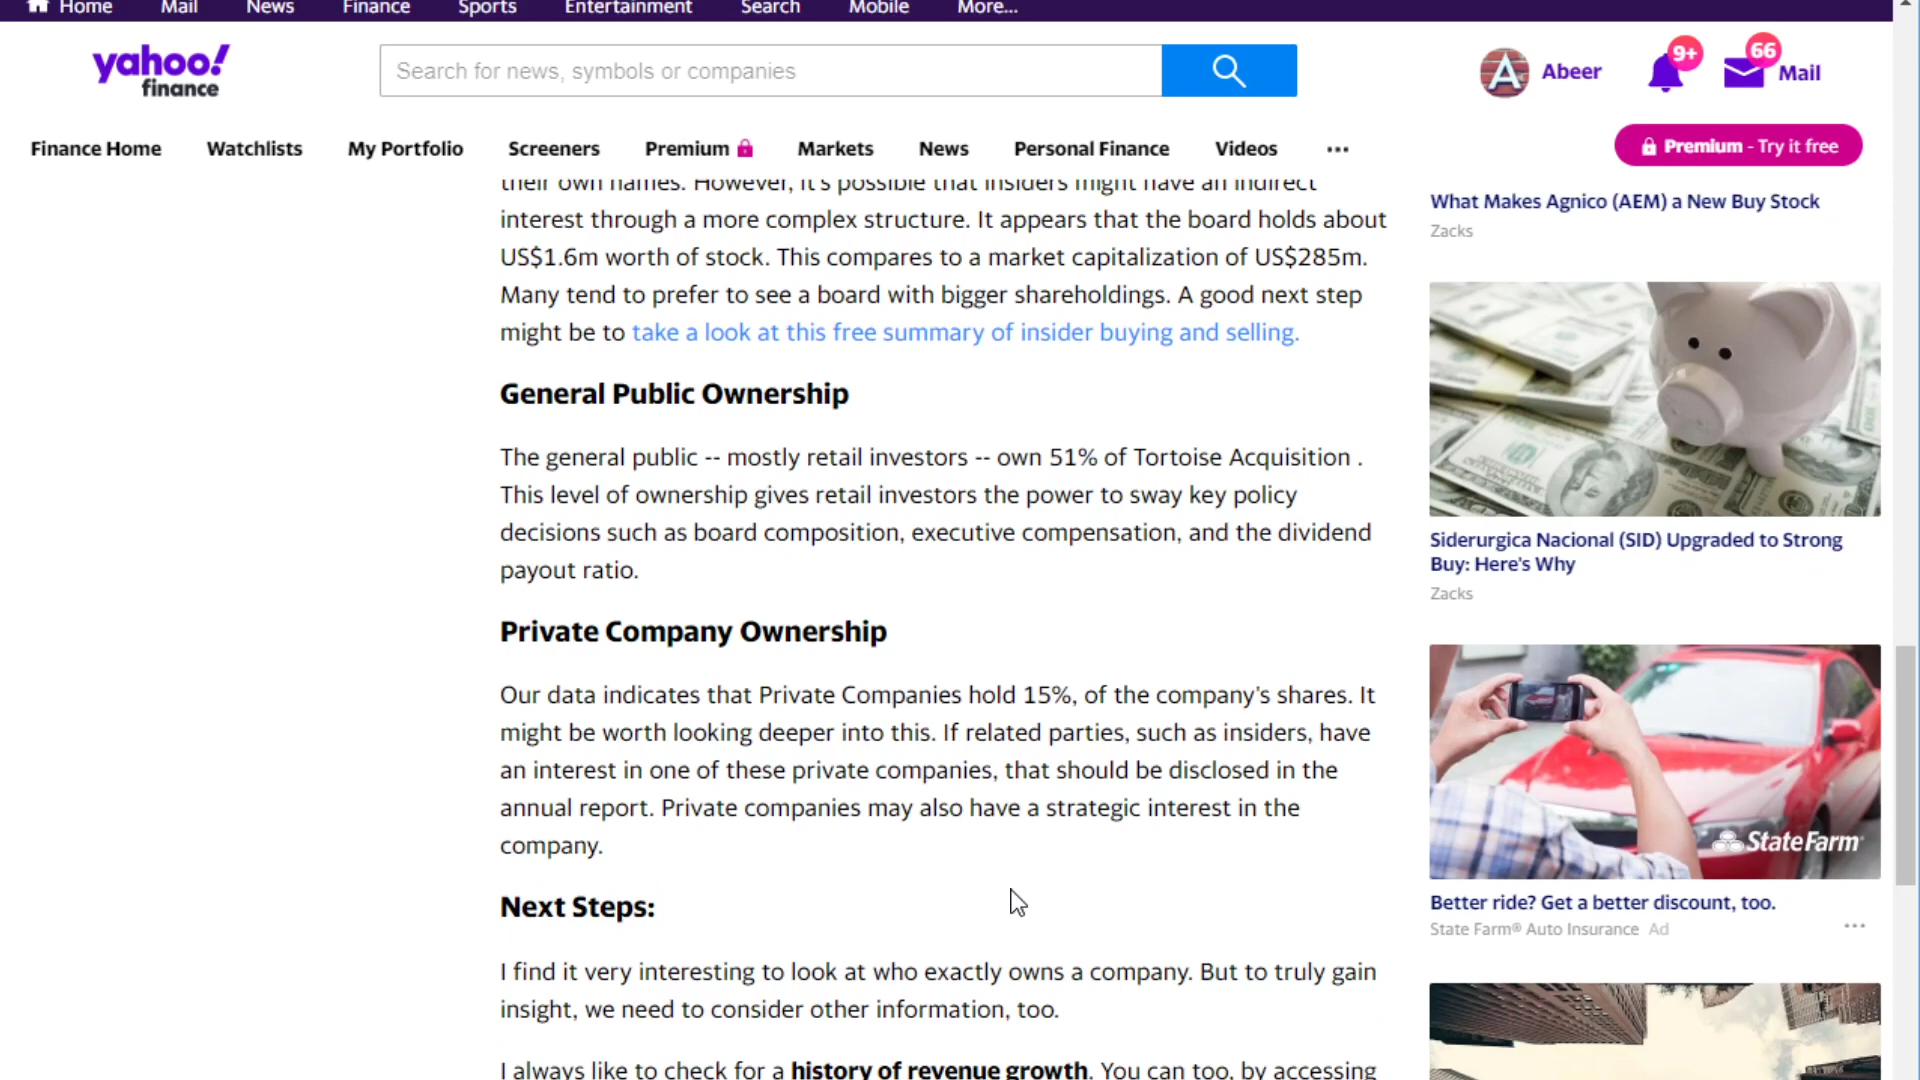 Home Mail News Finance Sports Entertainment Search Mobile More...
yahoo!
finance
Search for news, symbols or companies
A Abeer 9+ 66 Mail
Finance Home Watchlists My Portfolio Screeners Premium Markets News Personal Finance Videos ...
Premium - Try it free
their own names. However, it's possible that insiders might have an indirect
interest through a more complex structure. It appears that the board holds about
US$1.6m worth of stock. This compares to a market capitalization of US$285m.
Many tend to prefer to see a board with bigger shareholdings. A good next step
might be to take a look at this free summary of insider buying and selling.
General Public Ownership
The general public -- mostly retail investors -- own 51% of Tortoise Acquisition .
This level of ownership gives retail investors the power to sway key policy
decisions such as board composition, executive compensation, and the dividend
payout ratio.
Private Company Ownership
Our data indicates that Private Companies hold 15%, of the company's shares. It
might be worth looking deeper into this. If related parties, such as insiders, have
an interest in one of these private companies, that should be disclosed in the
annual report. Private companies may also have a strategic interest in the
company.
Next Steps:
I find it very interesting to look at who exactly owns a company. But to truly gain
insight, we need to consider other information, too.
I always like to check for a history of revenue growth. You can too, by accessing
What Makes Agnico (AEM) a New Buy Stock
Zacks
Siderurgica Nacional (SID) Upgraded to Strong
Buy: Here's Why
Zacks
StateFarm®
Better ride? Get a better discount, too.
State Farm® Auto Insurance Ad
...